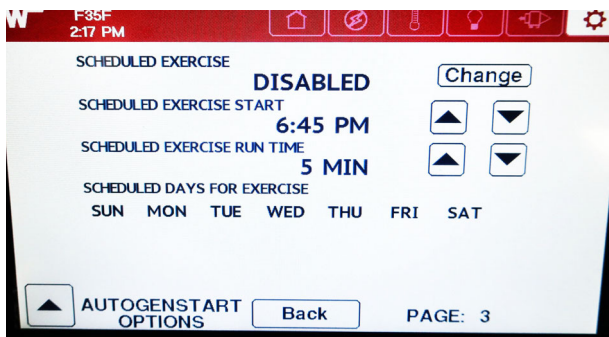 W F35F
2:17 PM
SCHEDULED EXERCISE
DISABLED Change
SCHEDULED EXERCISE START
6:45 PM
SCHEDULED EXERCISE RUN TIME
5 MIN
SCHEDULED DAYS FOR EXERCISE
SUN MON TUE WED THU FRI SAT
AUTOGENSTART
OPTIONS Back PAGE: 3